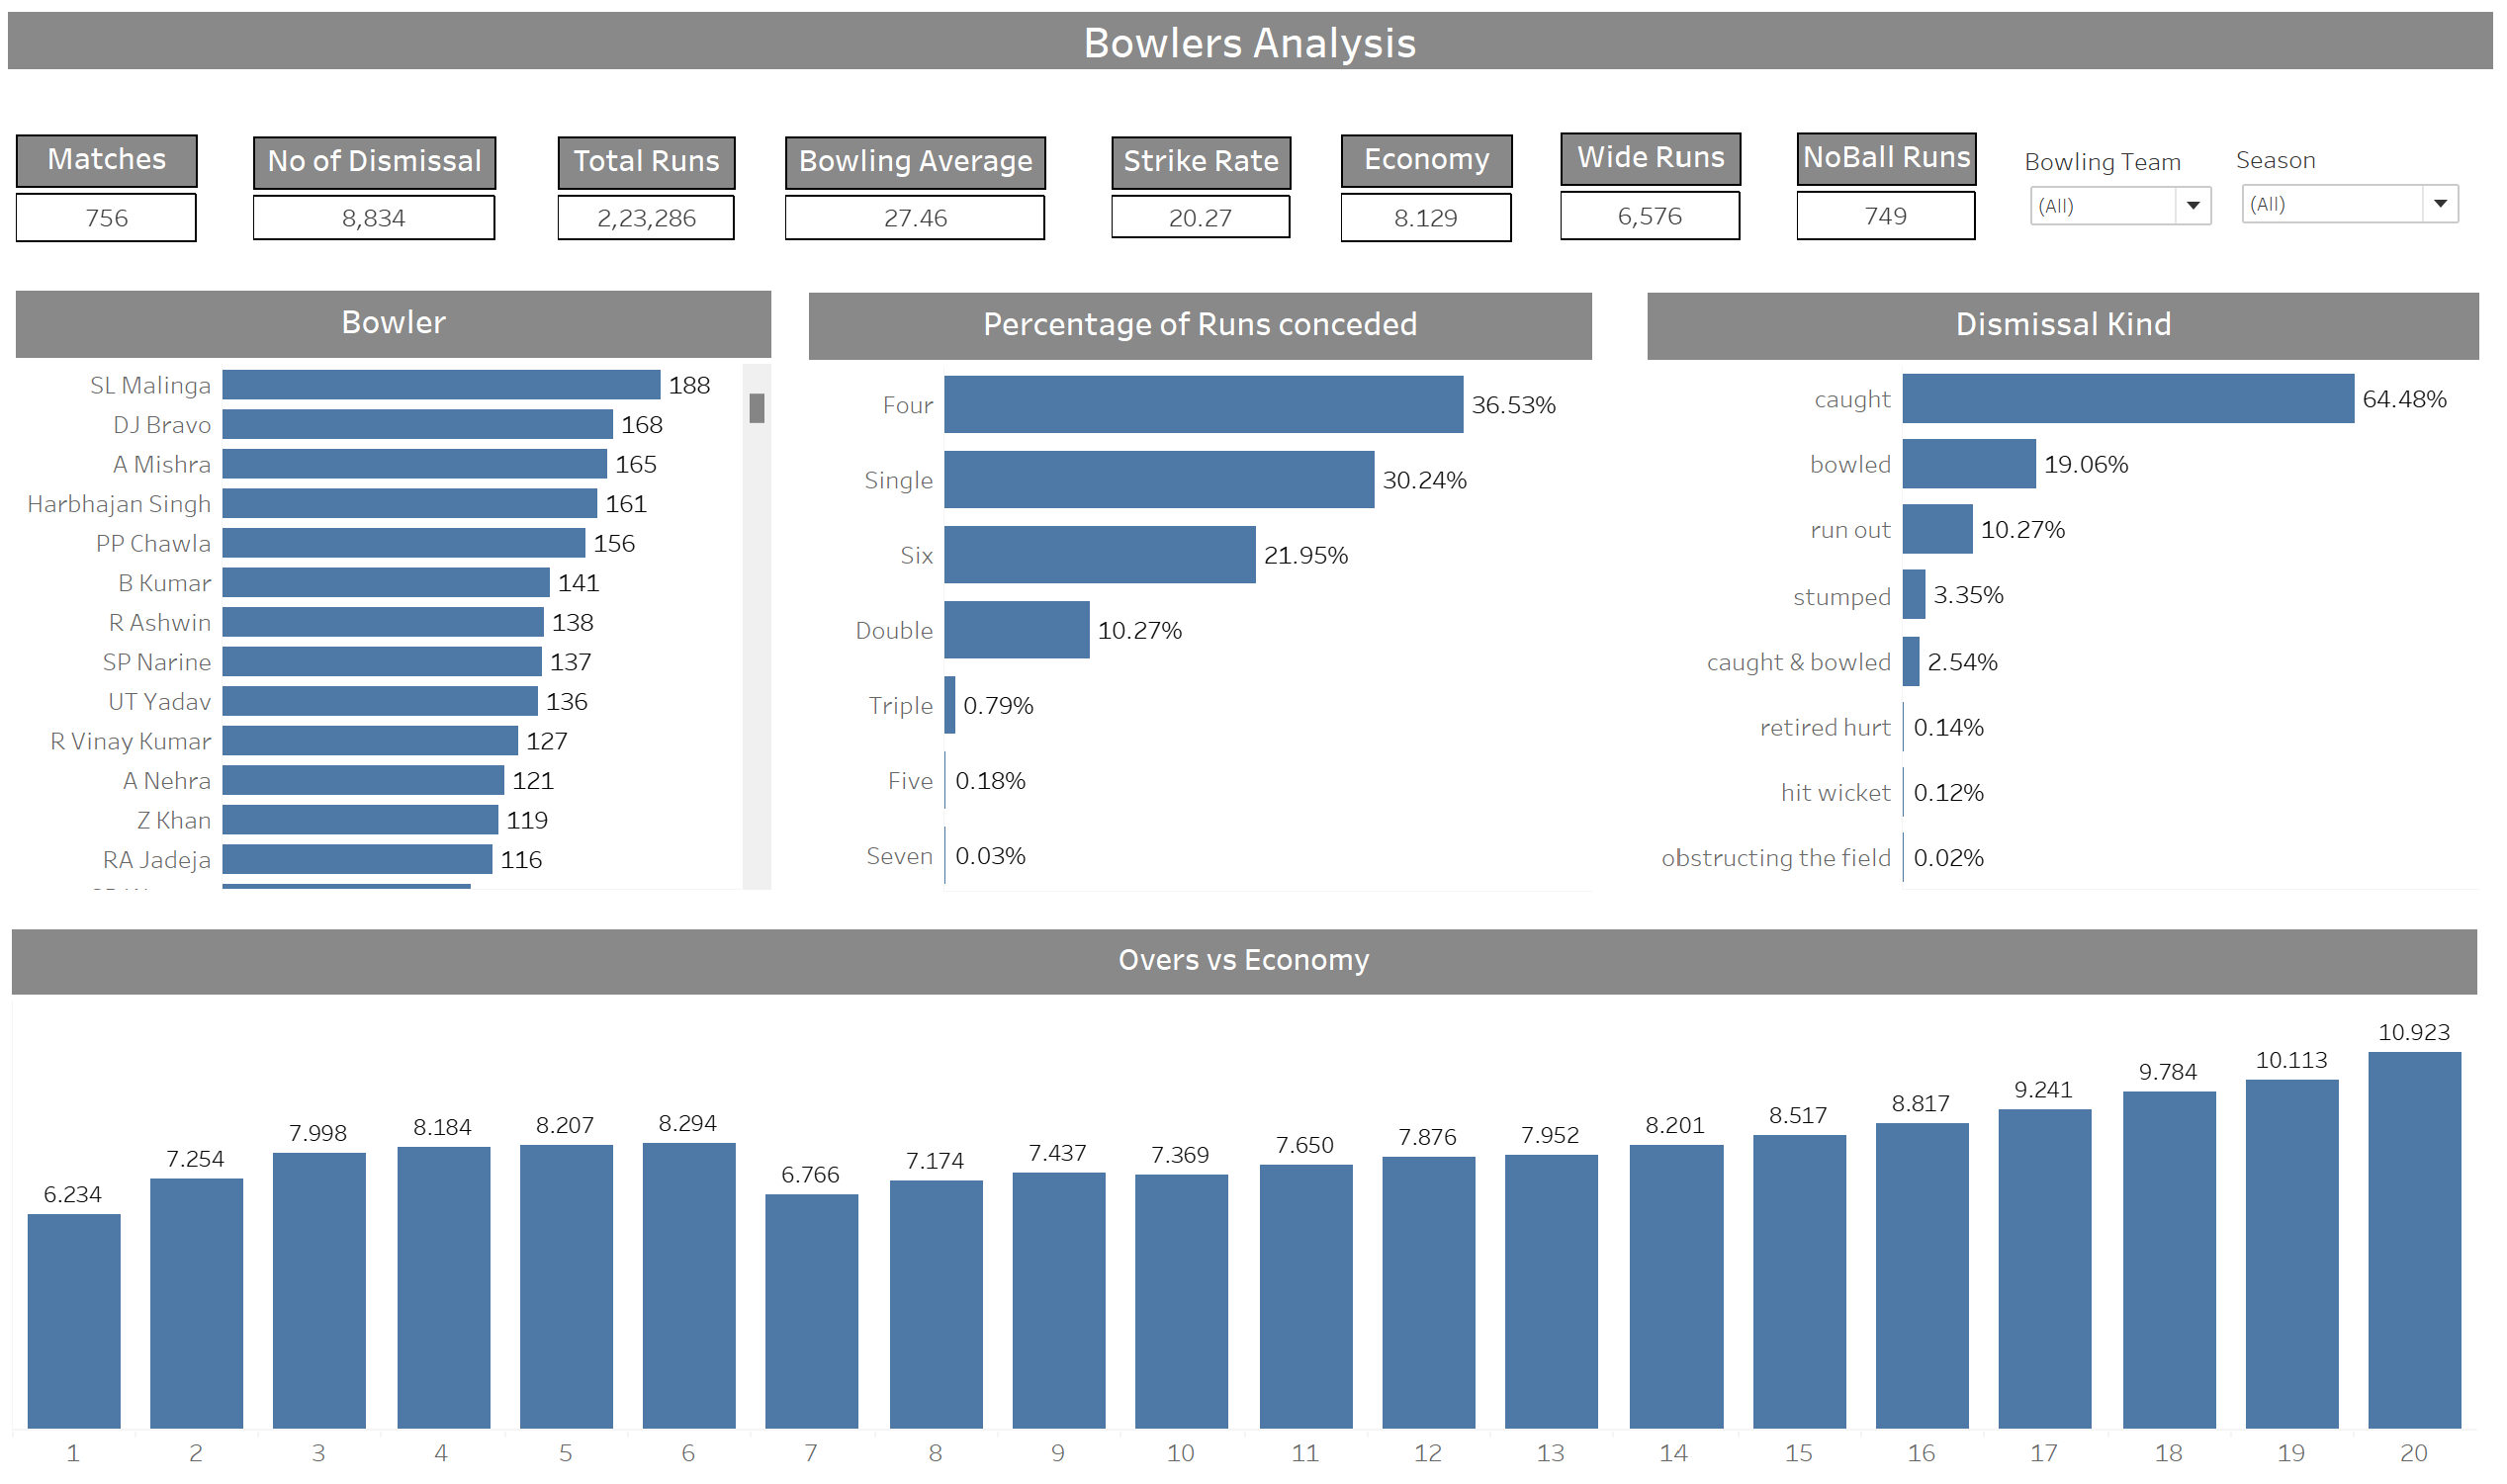 Bowlers Analysis
Matches
756
No of Dismissal
8,834
Total Runs
2,23,286
Bowling Average
27.46
Strike Rate
20.27
Economy
8.129
Wide Runs
6,576
NoBall Runs
749
Bowling Team
(All)
Season
(All)
Bowler
SL Malinga 188
DJ Bravo 168
A Mishra 165
Harbhajan Singh 161
PP Chawla 156
B Kumar 141
R Ashwin 138
SP Narine 137
UT Yadav 136
R Vinay Kumar 127
A Nehra 121
Z Khan 119
RA Jadeja 116
Percentage of Runs conceded
Four 36.53%
Single 30.24%
Six 21.95%
Double 10.27%
Triple 0.79%
Five 0.18%
Seven 0.03%
Dismissal Kind
caught 64.48%
bowled 19.06%
run out 10.27%
stumped 3.35%
caught & bowled 2.54%
retired hurt 0.14%
hit wicket 0.12%
obstructing the field 0.02%
Overs vs Economy
6.234 7.254 7.998 8.184 8.207 8.294 6.766 7.174 7.437 7.369 7.650 7.876 7.952 8.201 8.517 8.817 9.241 9.784 10.113 10.923
1 2 3 4 5 6 7 8 9 10 11 12 13 14 15 16 17 18 19 20